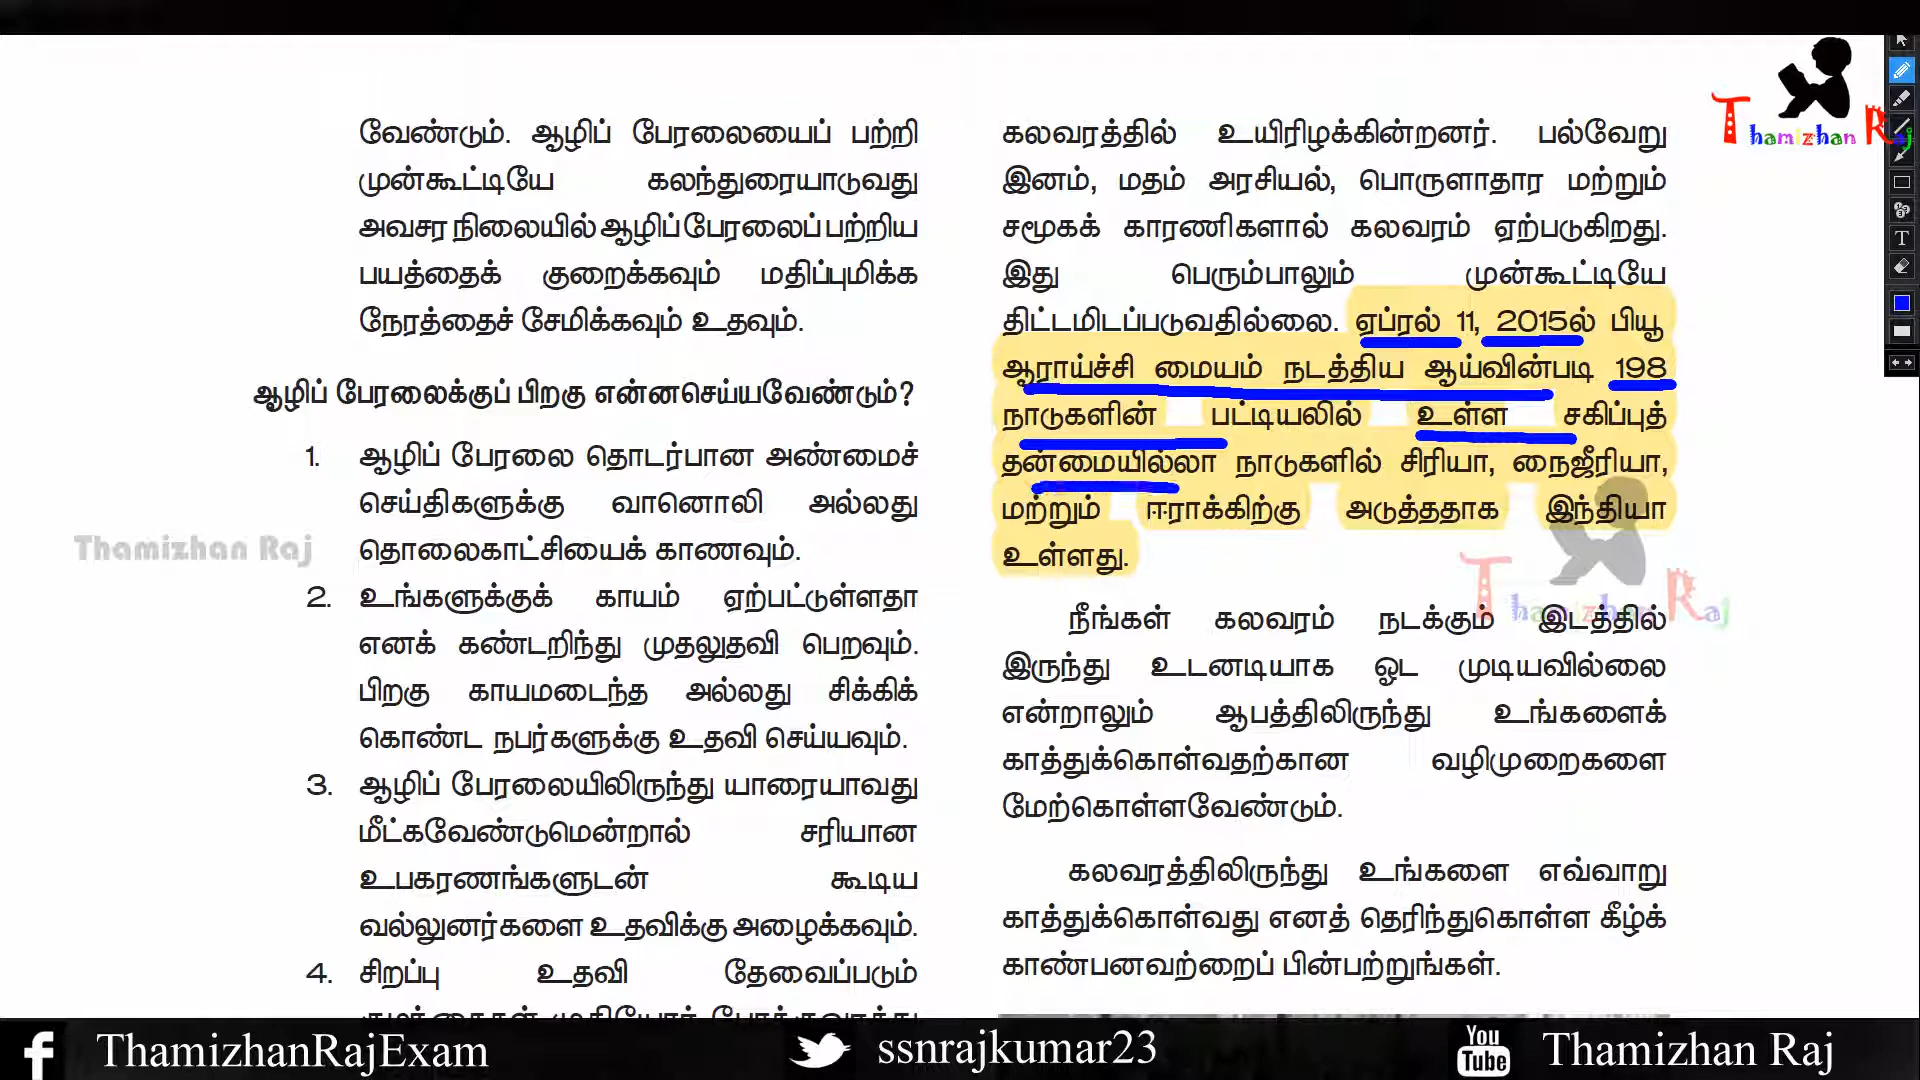 வேண்டும். ஆழிப் பேரலையைப் பற்றி
முன்கூட்டியே கலந்துரையாடுவது
அவசர நிலையில் ஆழிப் பேரலைப் பற்றிய
பயத்தைக் குறைக்கவும் மதிப்புமிக்க
நேரத்தைச் சேமிக்கவும் உதவும்.
ஆழிப் பேரலைக்குப் பிறகு என்னசெய்யவேண்டும்?
1. ஆழிப் பேரலை தொடர்பான அண்மைச்
செய்திகளுக்கு வானொலி அல்லது
தொலைகாட்சியைக் காணவும்.
2. உங்களுக்குக் காயம் ஏற்பட்டுள்ளதா
எனக் கண்டறிந்து முதலுதவி பெறவும்.
பிறகு காயமடைந்த அல்லது சிக்கிக்
கொண்ட நபர்களுக்கு உதவி செய்யவும்.
3. ஆழிப் பேரலையிலிருந்து யாரையாவது
மீட்கவேண்டுமென்றால் சரியான
உபகரணங்களுடன் கூடிய
வல்லுனர்களை உதவிக்கு அழைக்கவும்.
4. சிறப்பு உதவி தேவைப்படும்
கலவரத்தில் உயிரிழக்கின்றனர். பல்வேறு
இனம், மதம் அரசியல், பொருளாதார மற்றும்
சமூகக் காரணிகளால் கலவரம் ஏற்படுகிறது.
இது பெரும்பாலும் முன்கூட்டியே
திட்டமிடப்படுவதில்லை. ஏப்ரல் 11, 2015ல் பியூ
ஆராய்ச்சி மையம் நடத்திய ஆய்வின்படி 198
நாடுகளின் பட்டியலில் உள்ள சகிப்புத்
தன்மையில்லா நாடுகளில் சிரியா, நைஜீரியா,
மற்றும் ஈராக்கிற்கு அடுத்ததாக இந்தியா
உள்ளது.
நீங்கள் கலவரம் நடக்கும் இடத்தில்
இருந்து உடனடியாக ஓட முடியவில்லை
என்றாலும் ஆபத்திலிருந்து உங்களைக்
காத்துக்கொள்வதற்கான வழிமுறைகளை
மேற்கொள்ளவேண்டும்.
கலவரத்திலிருந்து உங்களை எவ்வாறு
காத்துக்கொள்வது எனத் தெரிந்துகொள்ள கீழ்க்
காண்பனவற்றைப் பின்பற்றுங்கள்.
Thamizhan Raj
Thamizhan Raj
Thamizhan Raj
ThamizhanRajExam
ssnrajkumar23
You Tube
Thamizhan Raj